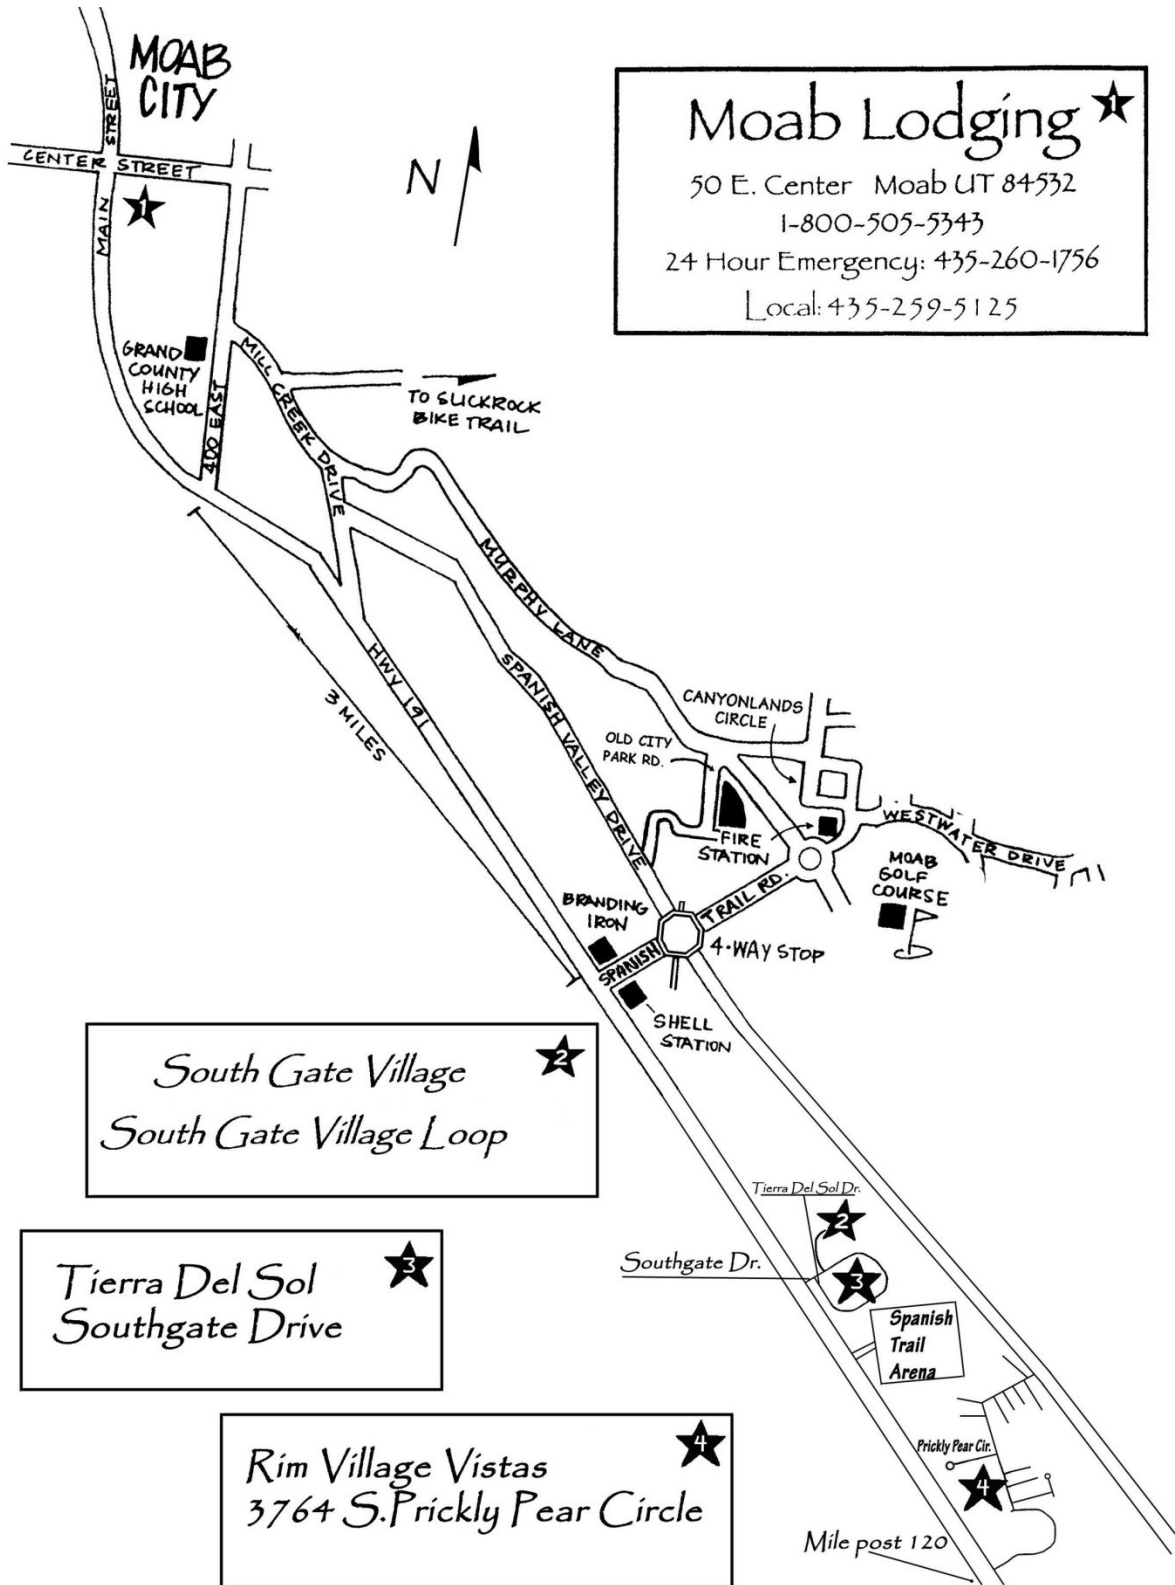 MOAB
CITY
MAIN STREET
CENTER STREET
1
N
Moab Lodging
1
50 E. Center Moab UT 84532
1-800-505-5343
24 Hour Emergency: 435-260-1756
Local: 435-259-5125
GRAND
COUNTY
HIGH
SCHOOL
400 EAST
MILL CREEK DRIVE
TO SLICKROCK
BIKE TRAIL
MURPHY LANE
HWY 191
3 MILES
SPANISH VALLEY DRIVE
CANYONLANDS
CIRCLE
OLD CITY
PARK RD.
FIRE
STATION
WESTWATER DRIVE
MOAB
GOLF
COURSE
BRANDING
IRON
SPANISH TRAIL RD.
4-WAY STOP
SHELL
STATION
2
South Gate Village
South Gate Village Loop
Tierra Del Sol Dr.
2
Southgate Dr.
3
3
Tierra Del Sol
Southgate Drive
Spanish
Trail
Arena
4
Rim Village Vistas
3764 S.Prickly Pear Circle
Prickly Pear Cir.
4
Mile post 120